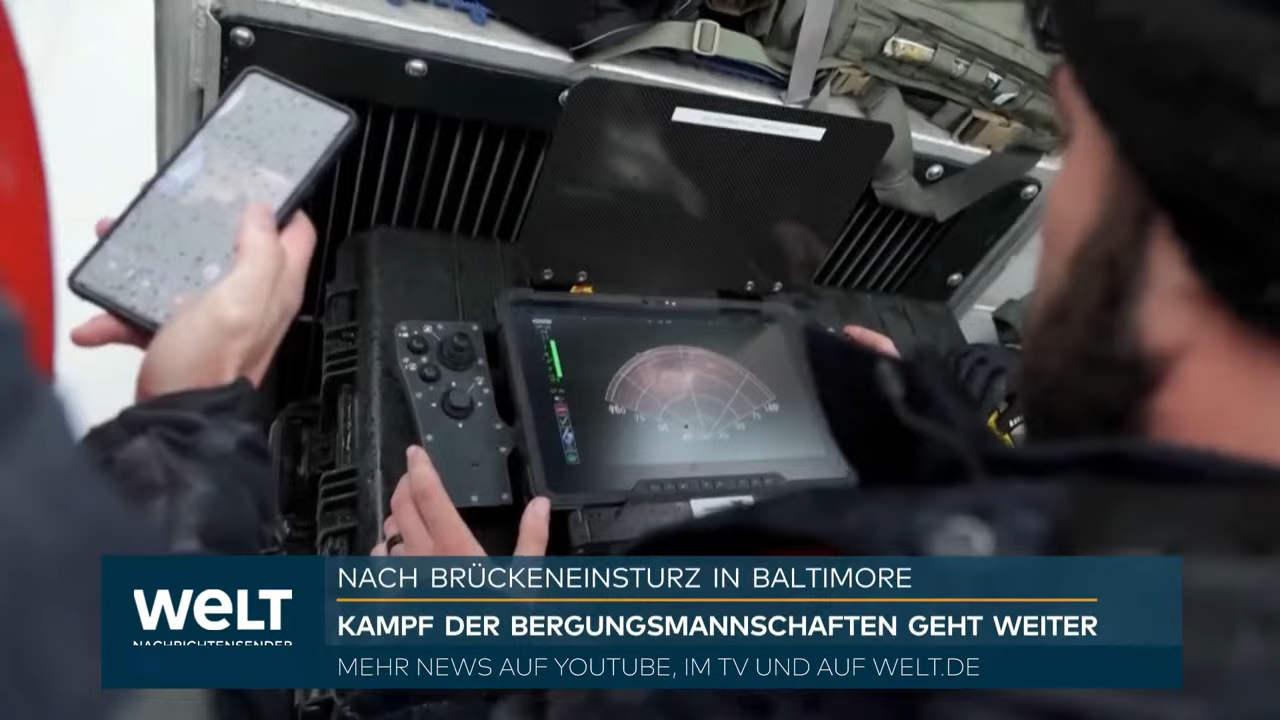 NACH BRÜCKENEINSTURZ IN BALTIMORE
WELT
NACHRICHTENSENDER
KAMPF DER BERGUNGSMANNSCHAFTEN GEHT WEITER
MEHR NEWS AUF YOUTUBE, IM TV UND AUF WELT.DE